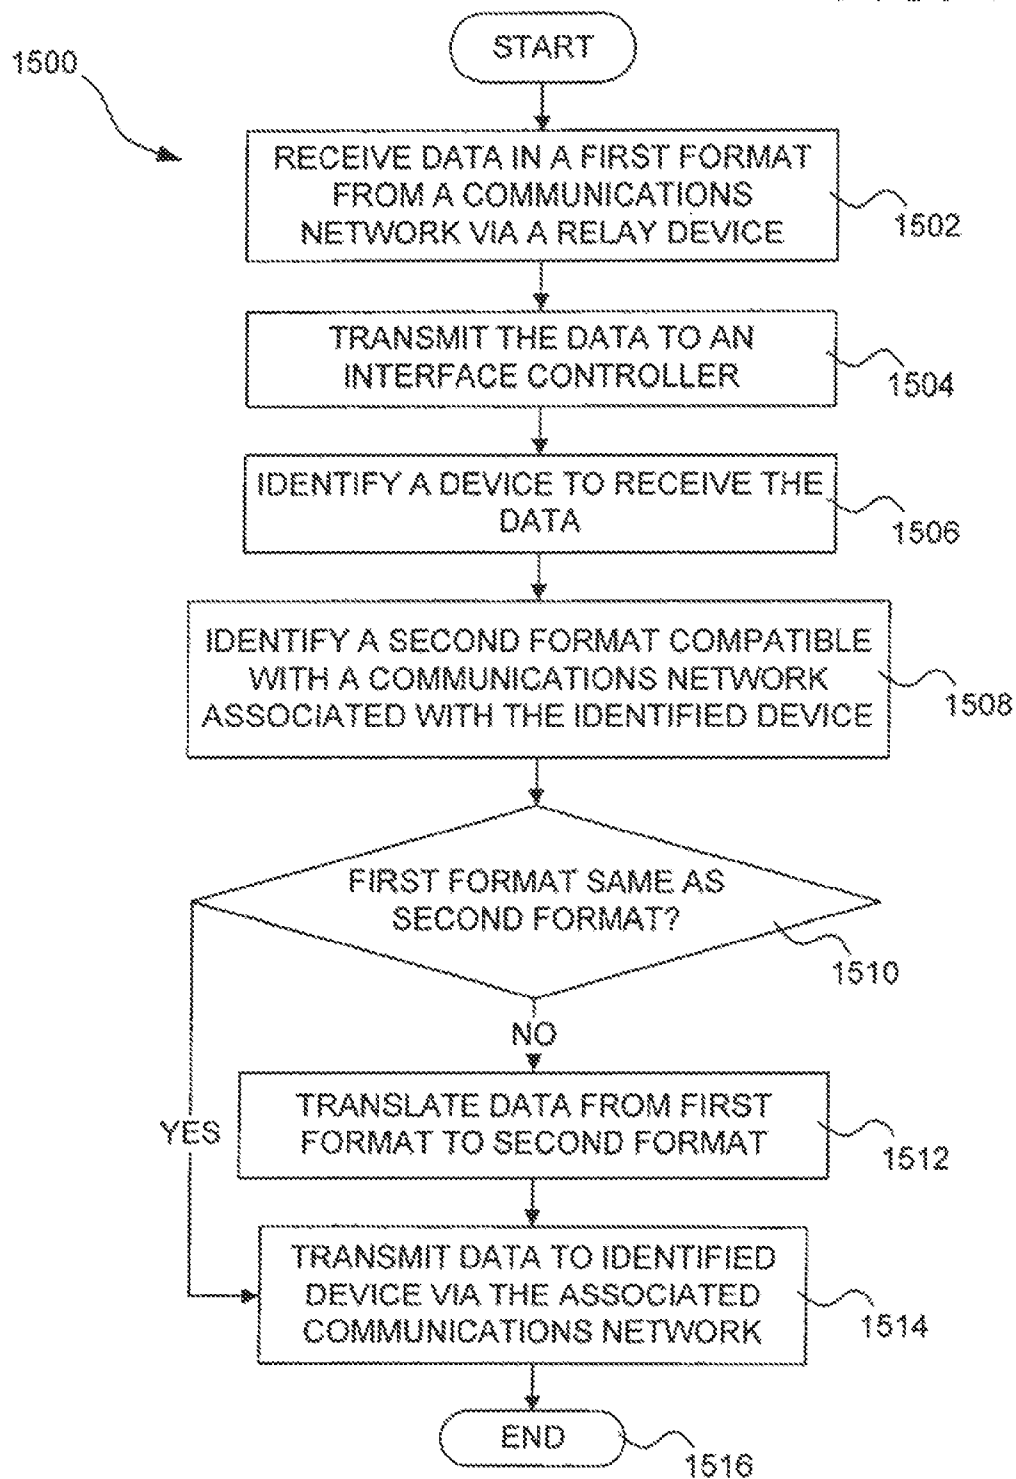 START
1500
RECEIVE DATA IN A FIRST FORMAT
FROM A COMMUNICATIONS
NETWORK VIA A RELAY DEVICE
1502
TRANSMIT THE DATA TO AN
INTERFACE CONTROLLER
1504
IDENTIFY A DEVICE TO RECEIVE THE
DATA
1506
IDENTIFY A SECOND FORMAT COMPATIBLE
WITH A COMMUNICATIONS NETWORK
ASSOCIATED WITH THE IDENTIFIED DEVICE
1508
FIRST FORMAT SAME AS
SECOND FORMAT?
1510
NO
YES
TRANSLATE DATA FROM FIRST
FORMAT TO SECOND FORMAT
1512
TRANSMIT DATA TO IDENTIFIED
DEVICE VIA THE ASSOCIATED
COMMUNICATIONS NETWORK
1514
END
1516